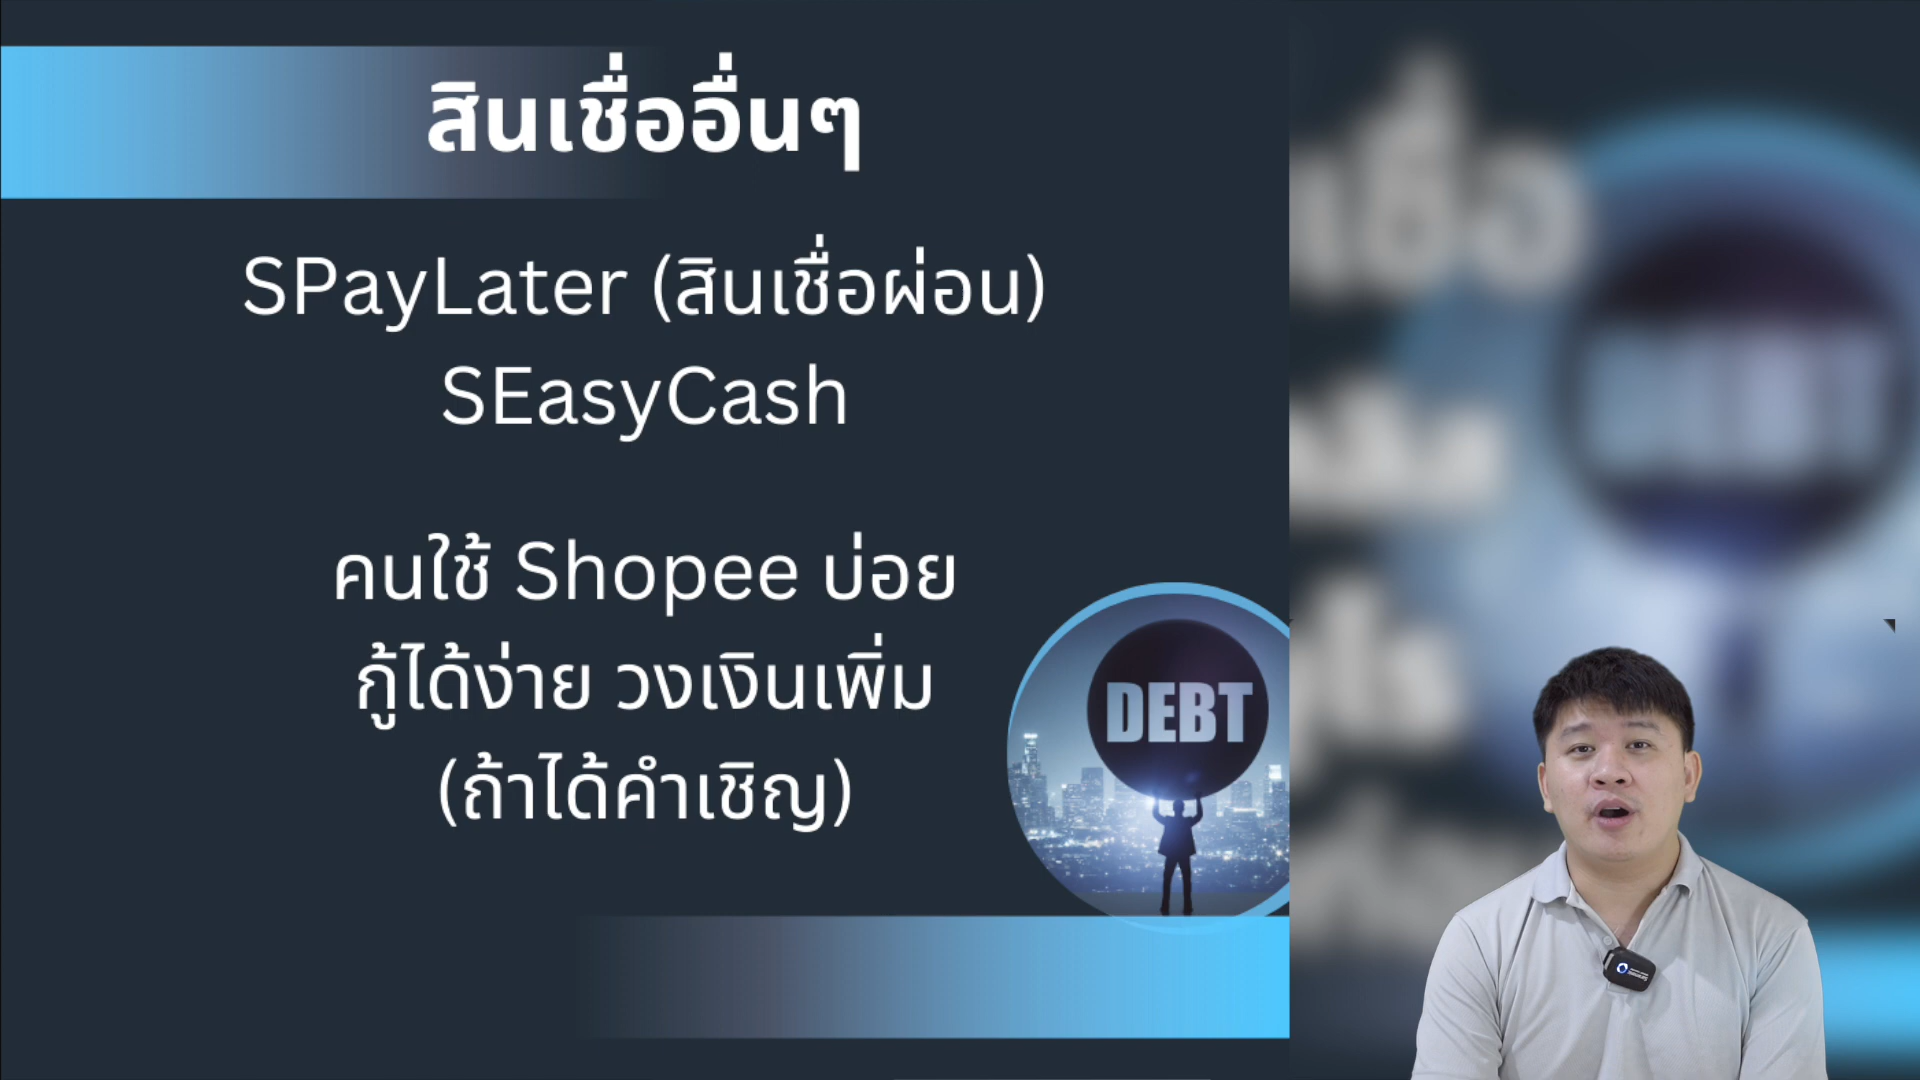 สินเชื่ออื่นๆ
SPayLater (สินเชื่อผ่อน)
SEasyCash
คนใช้ Shopee บ่อย
กู้ได้ง่าย วงเงินเพิ่ม
(ถ้าได้คำเชิญ)
DEBT